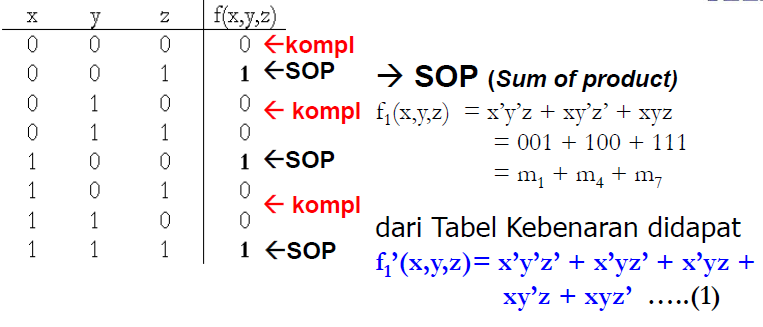 x y z f(x,y,z)
0 0 0 0 ←kompl
0 0 1 1 ←SOP
0 1 0 0 ← kompl
0 1 1 0
1 0 0 1 ←SOP
1 0 1 0 ← kompl
1 1 0 0
1 1 1 1 ←SOP
→ SOP (Sum of product)
f₁(x,y,z) = x’y’z + xy’z’ + xyz
= 001 + 100 + 111
= m₁ + m₄ + m₇
dari Tabel Kebenaran didapat
f₁’(x,y,z)= x’y’z’ + x’yz’ + x’yz +
xy’z + xyz’ …..(1)